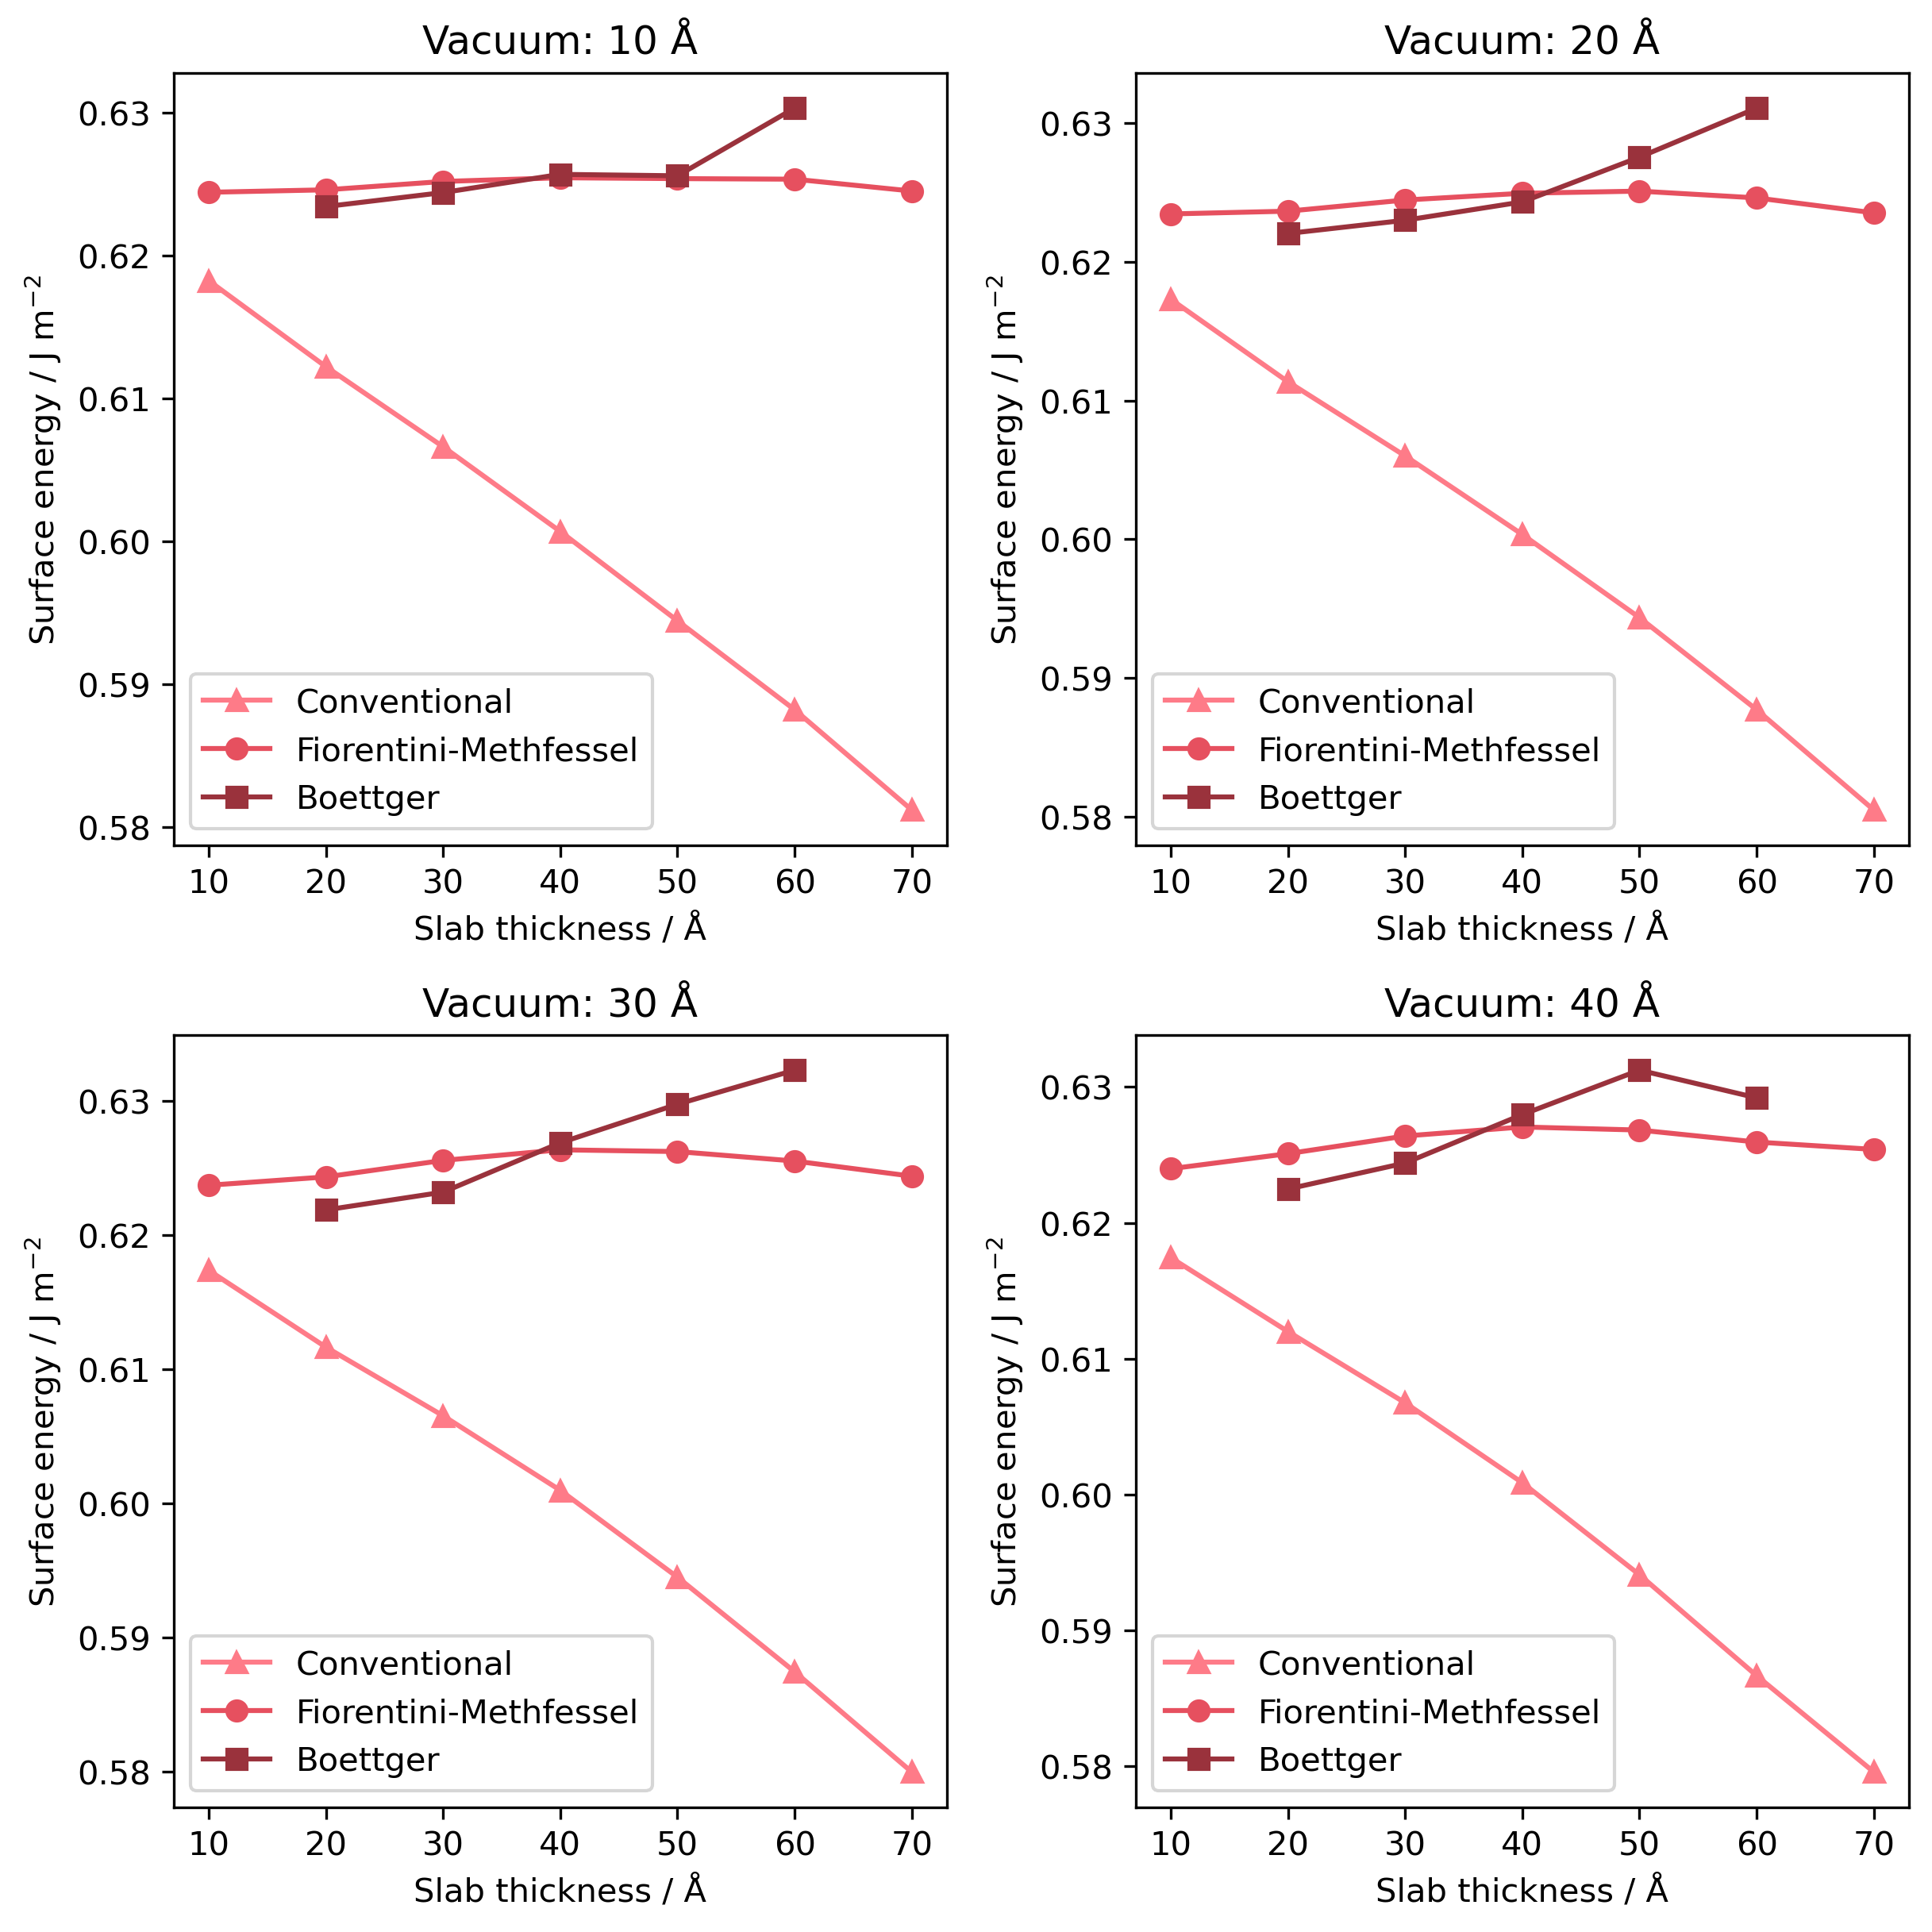 Vacuum: 10 Å
Surface energy / J m⁻²
0.63
0.62
0.61
0.60
0.59
0.58
Conventional
Fiorentini-Methfessel
Boettger
10 20 30 40 50 60 70
Slab thickness / Å
Vacuum: 20 Å
Surface energy / J m⁻²
0.63
0.62
0.61
0.60
0.59
0.58
Conventional
Fiorentini-Methfessel
Boettger
10 20 30 40 50 60 70
Slab thickness / Å
Vacuum: 30 Å
Surface energy / J m⁻²
0.63
0.62
0.61
0.60
0.59
0.58
Conventional
Fiorentini-Methfessel
Boettger
10 20 30 40 50 60 70
Slab thickness / Å
Vacuum: 40 Å
Surface energy / J m⁻²
0.63
0.62
0.61
0.60
0.59
0.58
Conventional
Fiorentini-Methfessel
Boettger
10 20 30 40 50 60 70
Slab thickness / Å